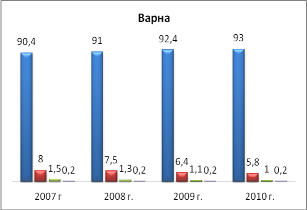 Варна
90,4 91 92,4 93
8 1,5 0,2 7,5 1,3 0,2 6,4 1,1 0,2 5,8 1 0,2
2007 г 2008 г. 2009 г. 2010 г.